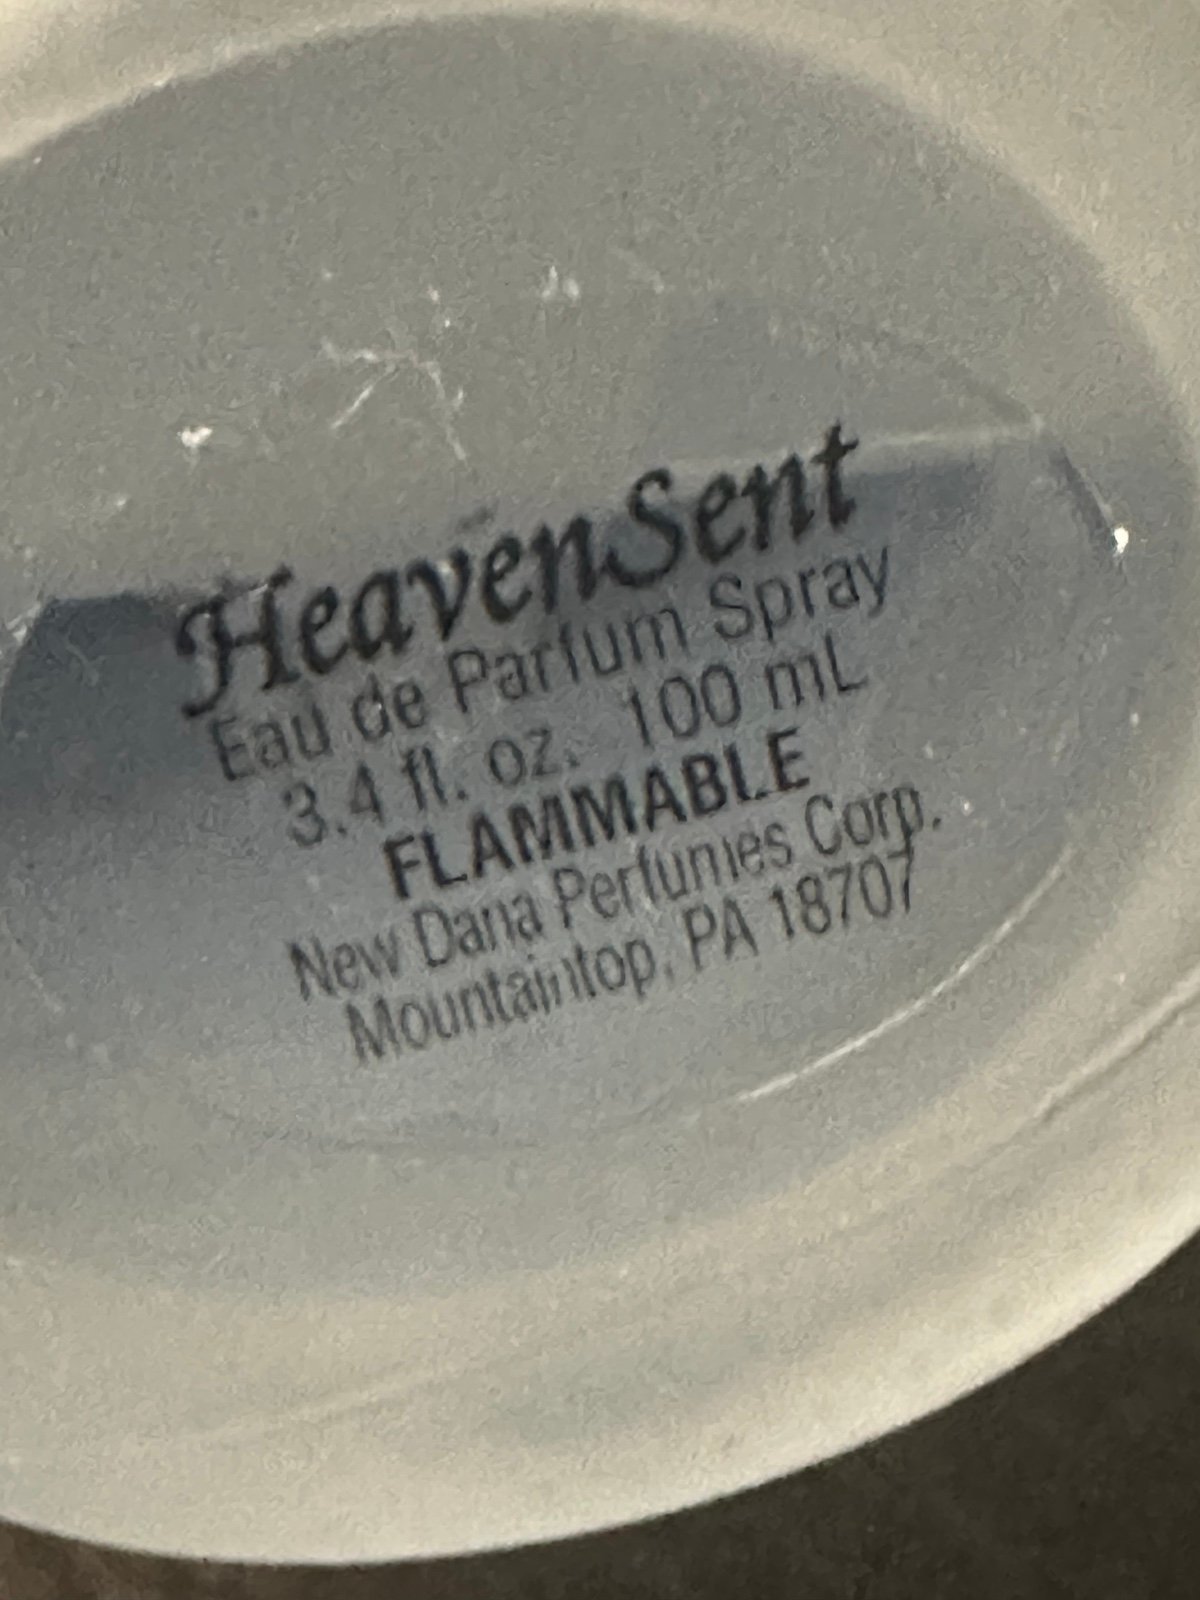 HeavenSent
Eau de Parfum Spray
3.4 fl. oz. 100 mL
FLAMMABLE
New Dana Perfumes Corp.
Mountaintop, PA 18707